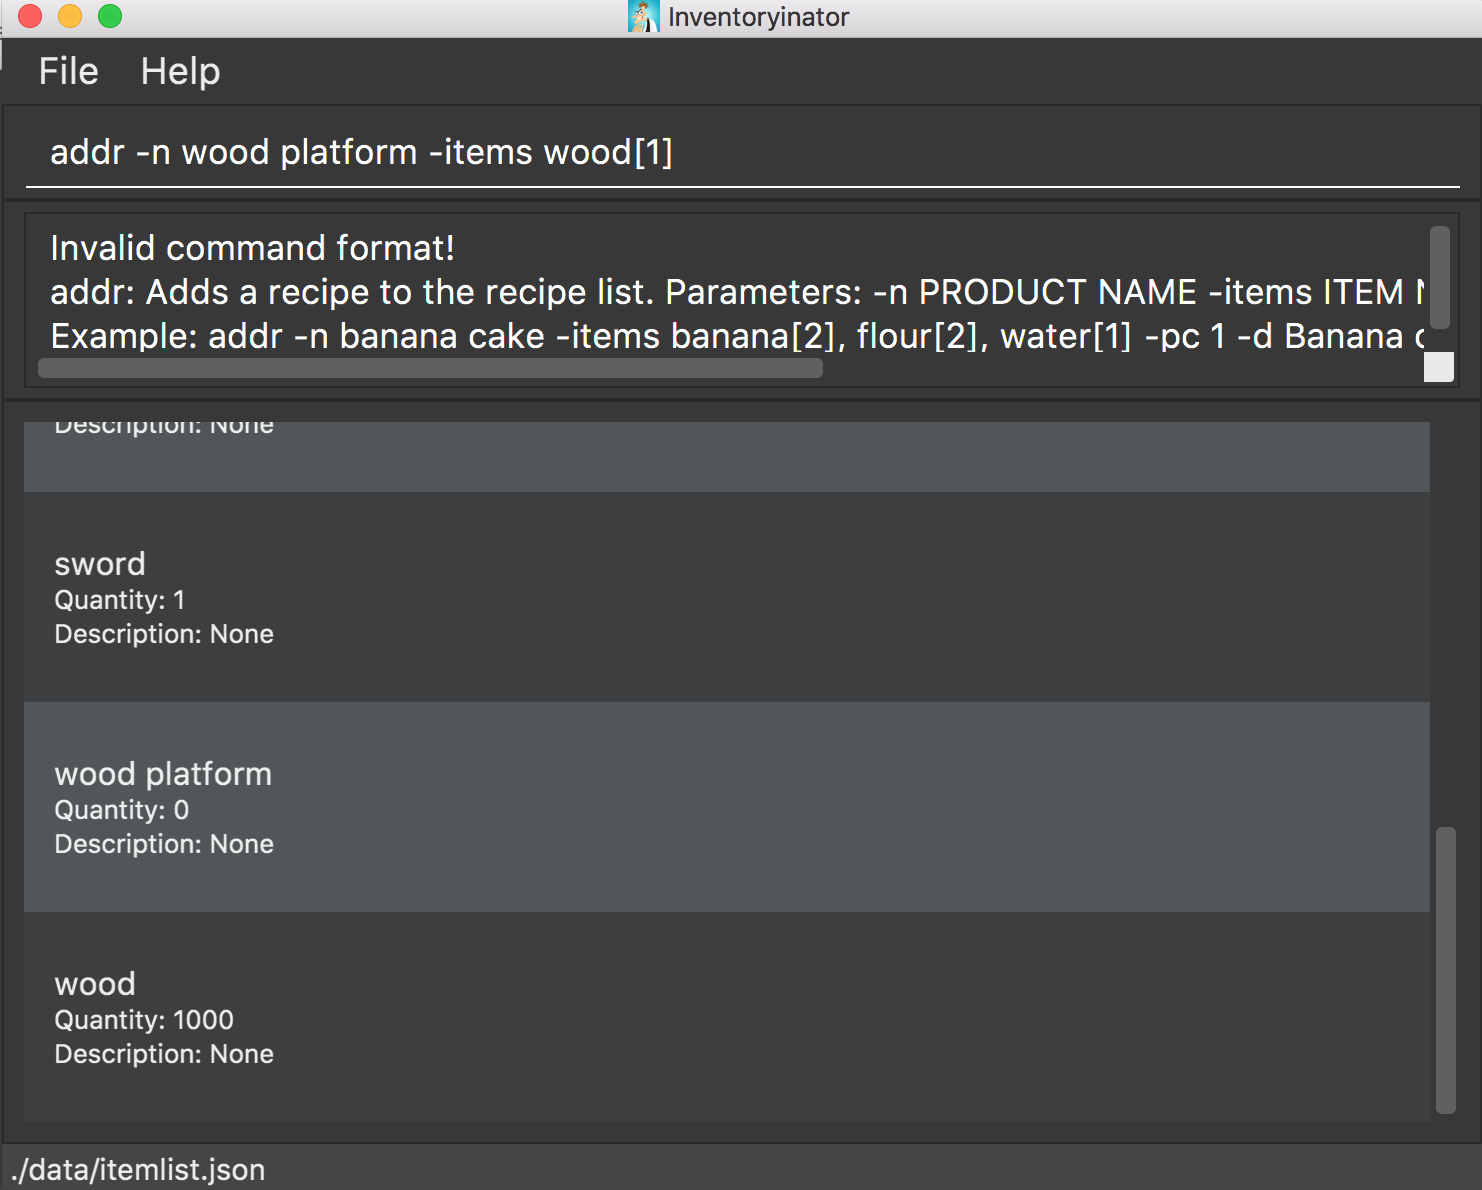 Inventoryinator
File Help
addr -n wood platform -items wood[1]
Invalid command format!
addr: Adds a recipe to the recipe list. Parameters: -n PRODUCT NAME -items ITEM
Example: addr -n banana cake -items banana[2], flour[2], water[1] -pc 1 -d Banana
Description: None
sword
Quantity: 1
Description: None
wood platform
Quantity: 0
Description: None
wood
Quantity: 1000
Description: None
./data/itemlist.json